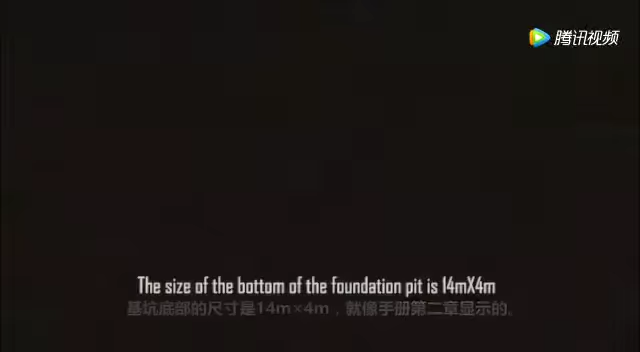 腾讯视频
The size of the bottom of the foundation pit is 14mX4m
基坑底部的尺寸是14m×4m，就像手册第二章显示的。